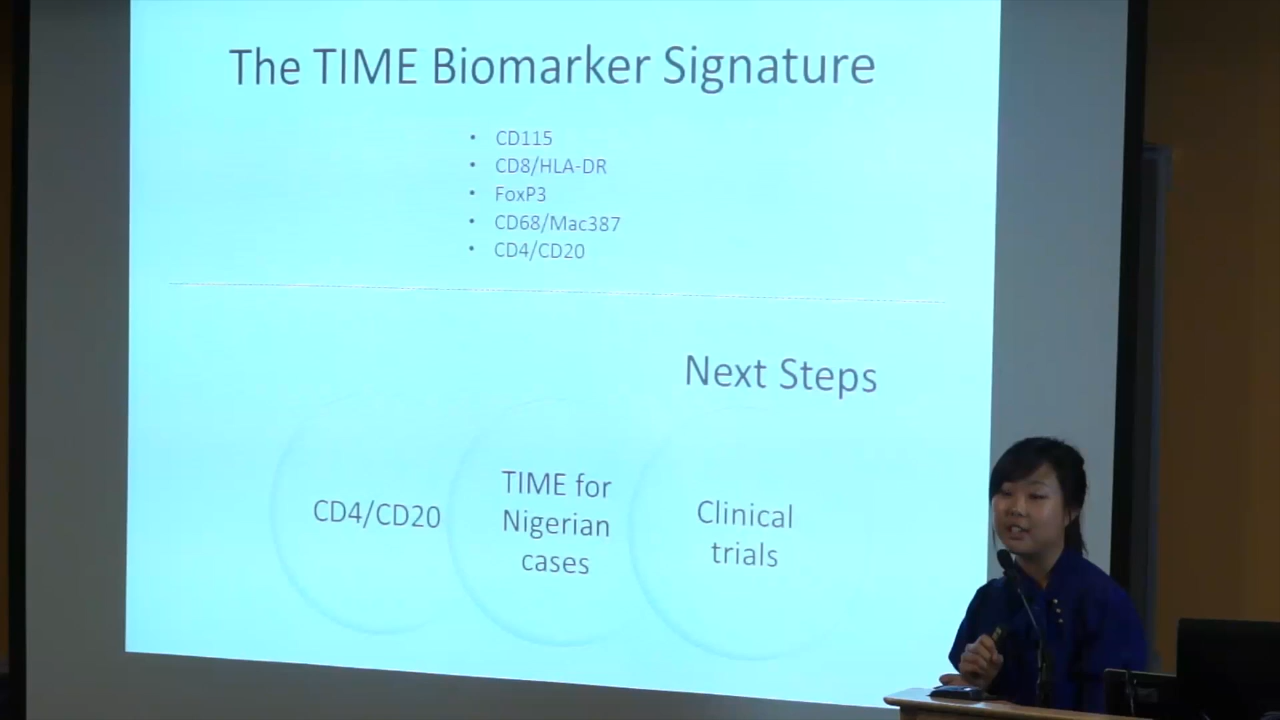 The TIME Biomarker Signature
• CD115
• CD8/HLA-DR
• FoxP3
• CD68/Mac387
• CD4/CD20
Next Steps
CD4/CD20
TIME for
Nigerian
cases
Clinical
trials